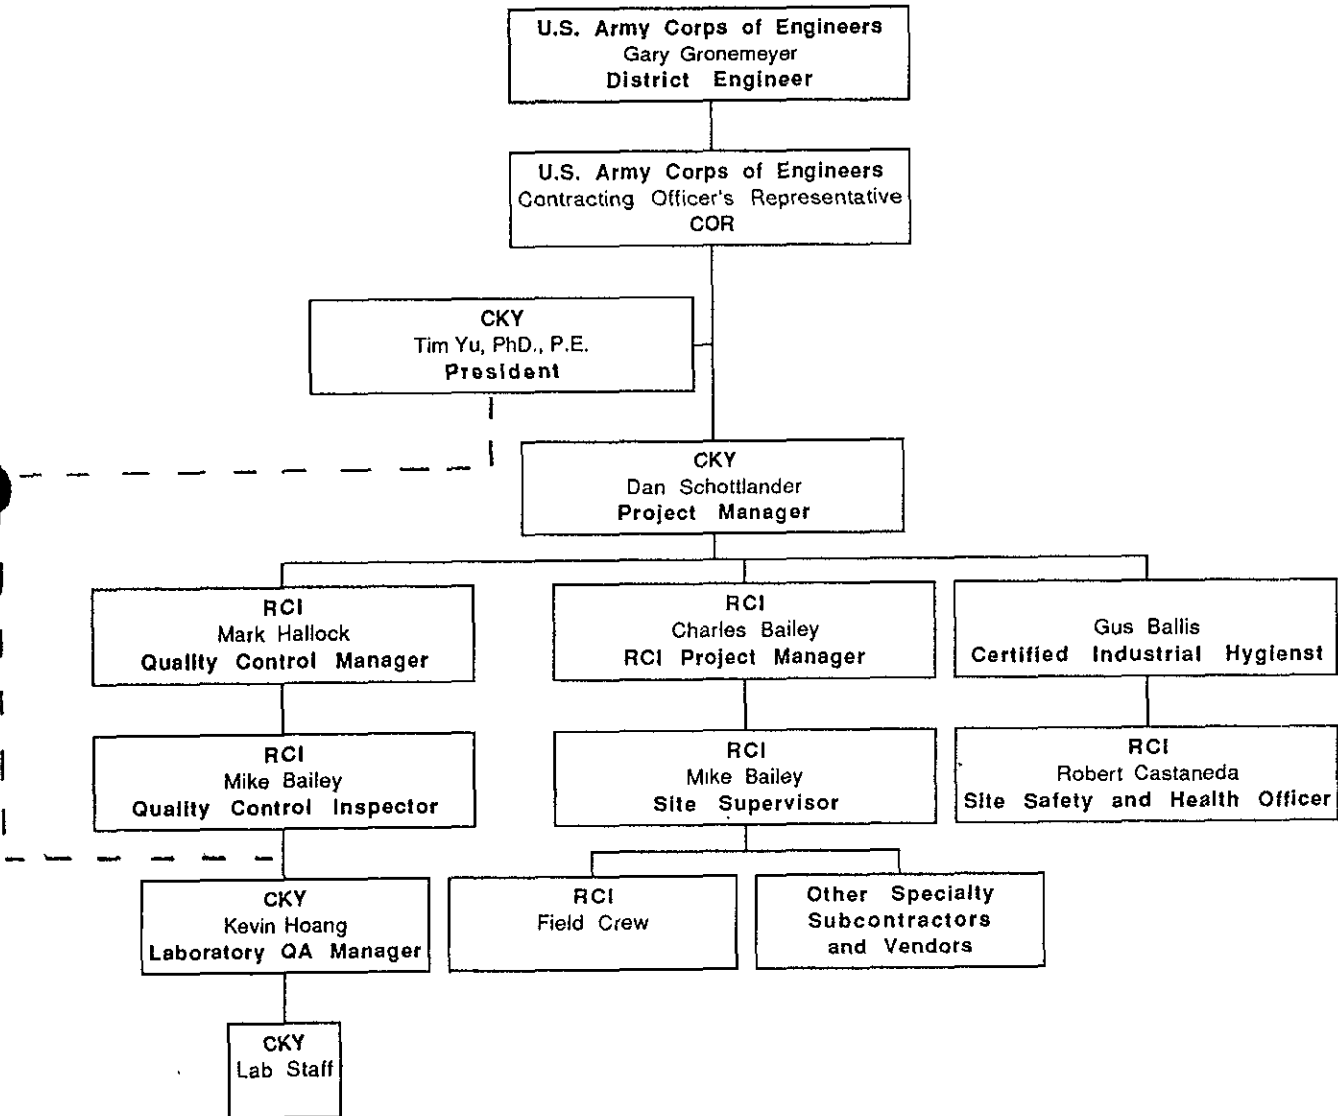 U.S. Army Corps of Engineers
Gary Gronemeyer
District Engineer
U.S. Army Corps of Engineers
Contracting Officer's Representative
COR
CKY
Tim Yu, PhD., P.E.
President
CKY
Dan Schottlander
Project Manager
RCI
Mark Hallock
Quality Control Manager
RCI
Charles Bailey
RCI Project Manager
Gus Ballis
Certified Industrial Hygienst
RCI
Mike Bailey
Quality Control Inspector
RCI
Mike Bailey
Site Supervisor
RCI
Robert Castaneda
Site Safety and Health Officer
CKY
Kevin Hoang
Laboratory QA Manager
RCI
Field Crew
Other Specialty
Subcontractors
and Vendors
CKY
Lab Staff